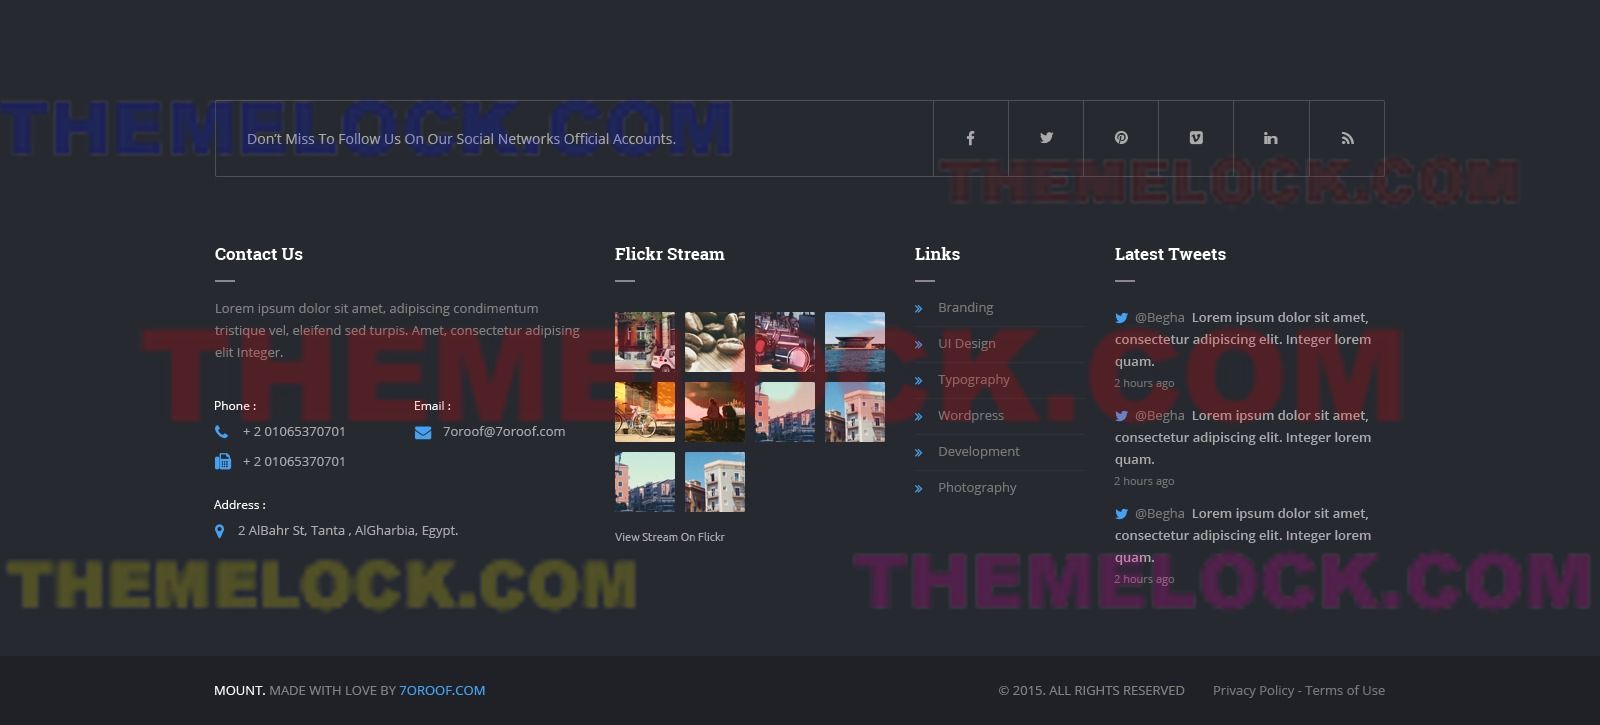 THEMELOCK.COM
Don't Miss To Follow Us On Our Social Networks Official Accounts.
THEMELOCK.COM
Contact Us
Lorem ipsum dolor sit amet, adipiscing condimentum
tristique vel, eleifend sed turpis. Amet, consectetur adipising
elit Integer.
Phone :
+ 2 01065370701
+ 2 01065370701
Email :
7oroof@7oroof.com
Address :
2 AlBahr St, Tanta , AlGharbia, Egypt.
Flickr Stream
View Stream On Flickr
Links
Branding
UI Design
Typography
Wordpress
Development
Photography
Latest Tweets
@Begha Lorem ipsum dolor sit amet,
consectetur adipiscing elit. Integer lorem
quam.
2 hours ago
@Begha Lorem ipsum dolor sit amet,
consectetur adipiscing elit. Integer lorem
quam.
2 hours ago
@Begha Lorem ipsum dolor sit amet,
consectetur adipiscing elit. Integer lorem
quam.
2 hours ago
THEMELOCK.COM
THEMELOCK.COM
THEMELOCK.COM
MOUNT. MADE WITH LOVE BY 7OROOF.COM
© 2015. ALL RIGHTS RESERVED
Privacy Policy - Terms of Use